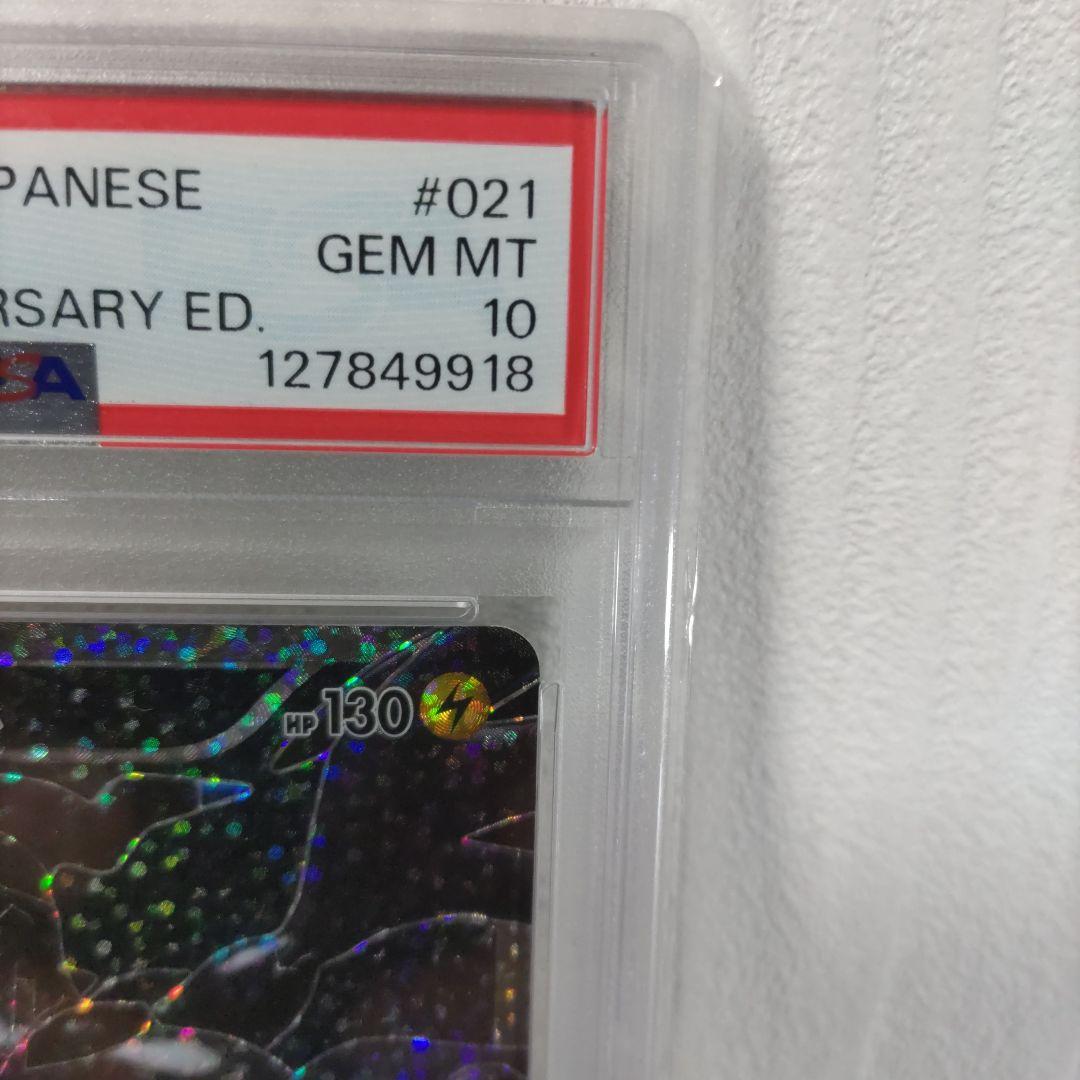 PANESE #021
GEM MT
RSARY ED. 10
SA 127849918
HP130